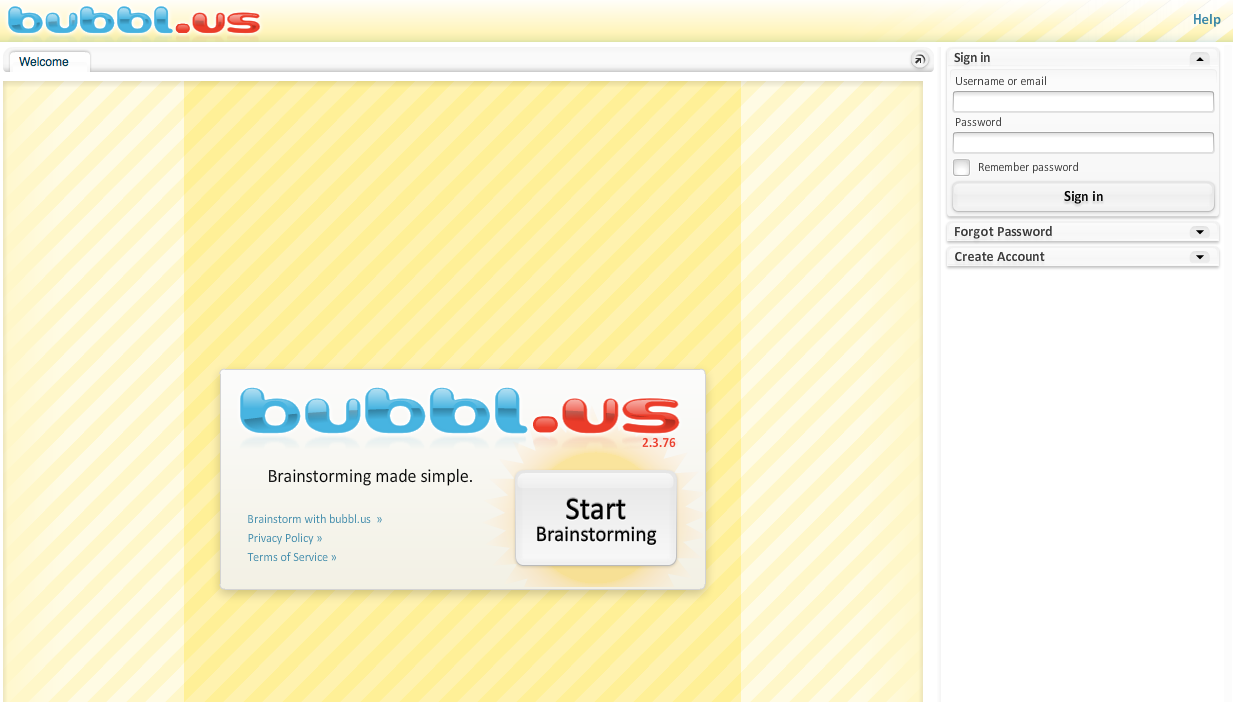 bubbl.us
Help
Welcome
Sign in
Username or email
Password
Remember password
Sign in
Forgot Password
Create Account
bubbl.us
2.3.76
Brainstorming made simple.
Start
Brainstorming
Brainstorm with bubbl.us »
Privacy Policy »
Terms of Service »